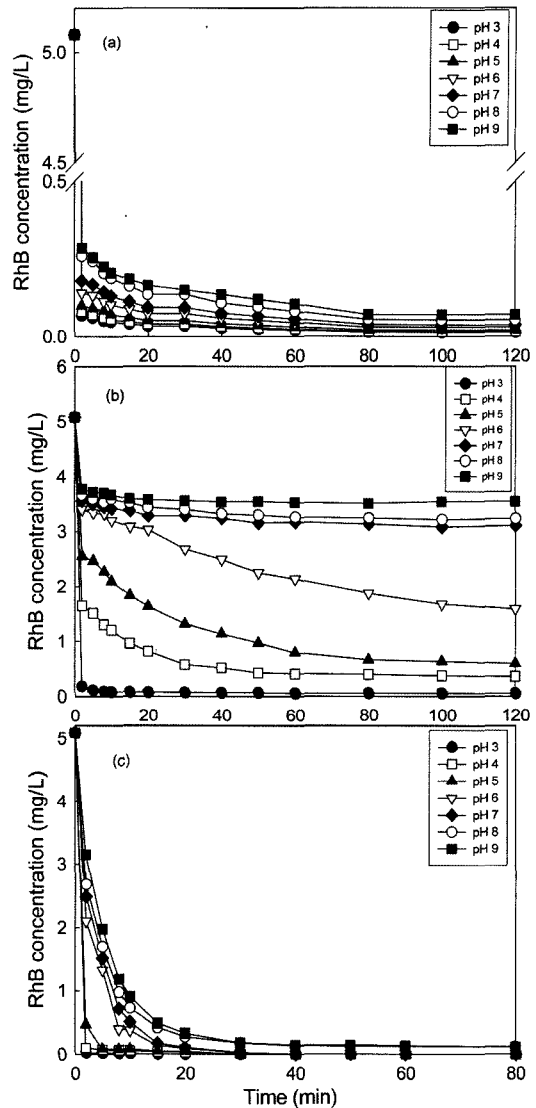 (a)
pH 3
pH 4
pH 5
pH 6
pH 7
pH 8
pH 9
RhB concentration (mg/L)
5.0
4.5
0.5
0.0
0 20 40 60 80 100 120
(b)
pH 3
pH 4
pH 5
pH 6
pH 7
pH 8
pH 9
RhB concentration (mg/L)
6
5
4
3
2
1
0
0 20 40 60 80 100 120
(c)
pH 3
pH 4
pH 5
pH 6
pH 7
pH 8
pH 9
RhB concentration (mg/L)
5
4
3
2
1
0
0 20 40 60 80
Time (min)